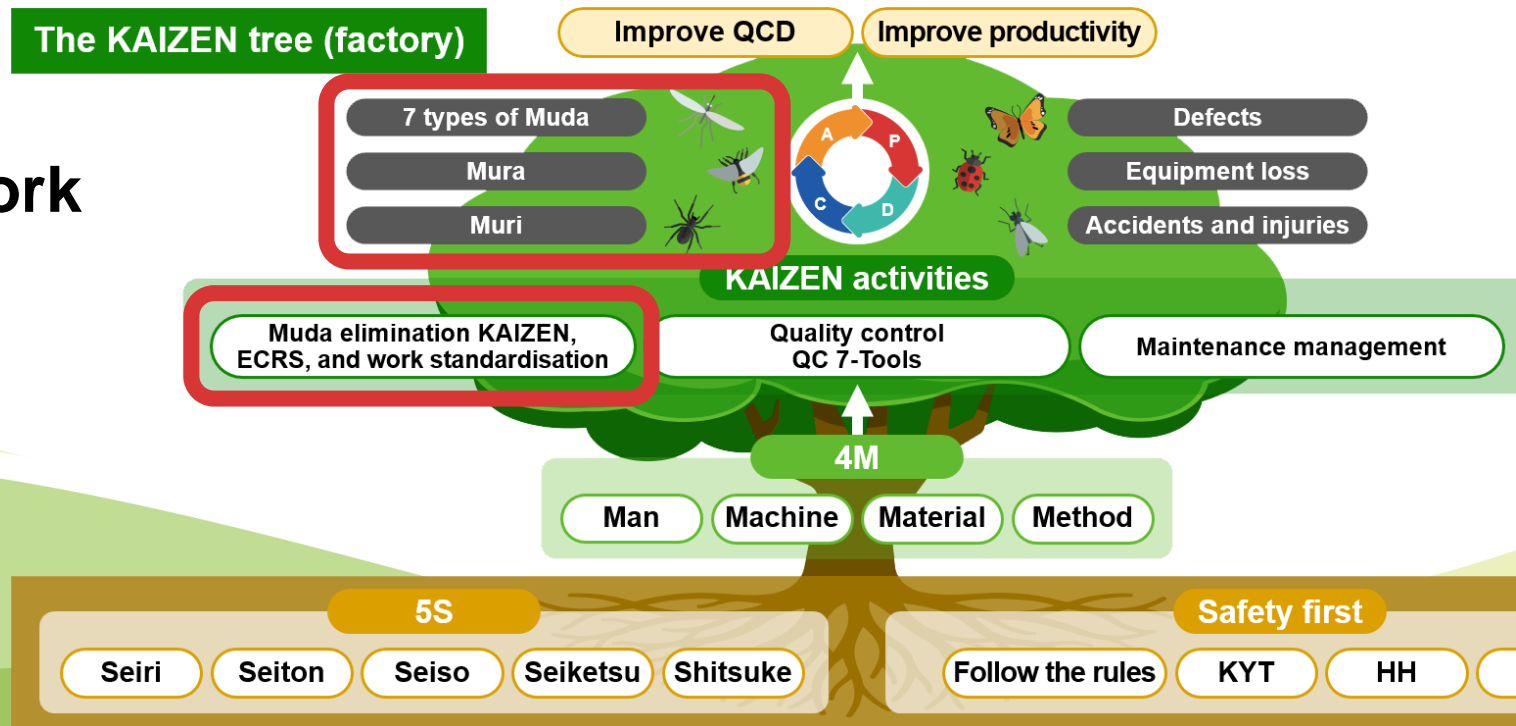 The KAIZEN tree (factory)
Improve QCD
Improve productivity
ork
7 types of Muda
Mura
Muri
A
P
C
D
Defects
Equipment loss
Accidents and injuries
KAIZEN activities
Muda elimination KAIZEN,
ECRS, and work standardisation
Quality control
QC 7-Tools
Maintenance management
4M
Man
Machine
Material
Method
5S
Seiri
Seiton
Seiso
Seiketsu
Shitsuke
Safety first
Follow the rules
KYT
HH